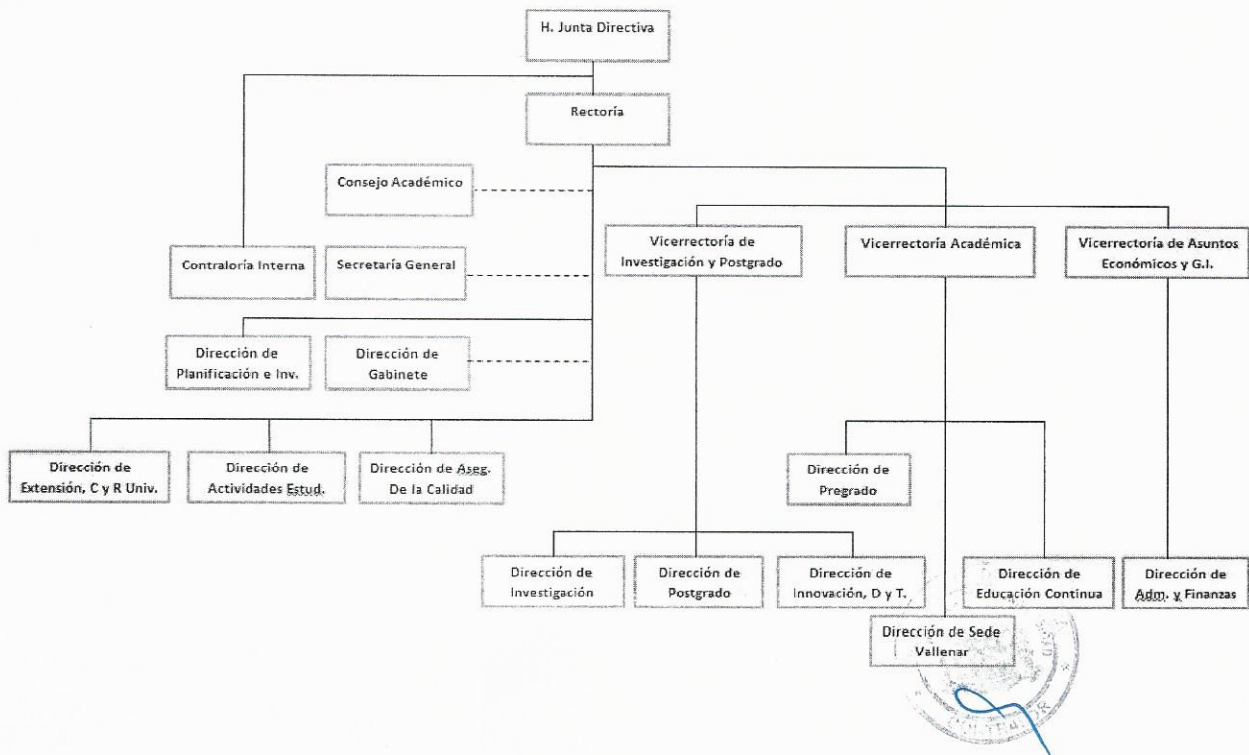 H. Junta Directiva
Rectoría
Consejo Académico
Contraloría Interna
Secretaría General
Vicerrectoría de
Investigación y Postgrado
Vicerrectoría Académica
Vicerrectoría de Asuntos
Económicos y G.I.
Dirección de
Planificación e Inv.
Dirección de
Gabinete
Dirección de
Extensión, C y R Univ.
Dirección de
Actividades Estud.
Dirección de Aseg.
De la Calidad
Dirección de
Pregrado
Dirección de
Investigación
Dirección de
Postgrado
Dirección de
Innovación, D y T.
Dirección de
Educación Contínua
Dirección de
Adm. y Finanzas
Dirección de Sede
Vallenar